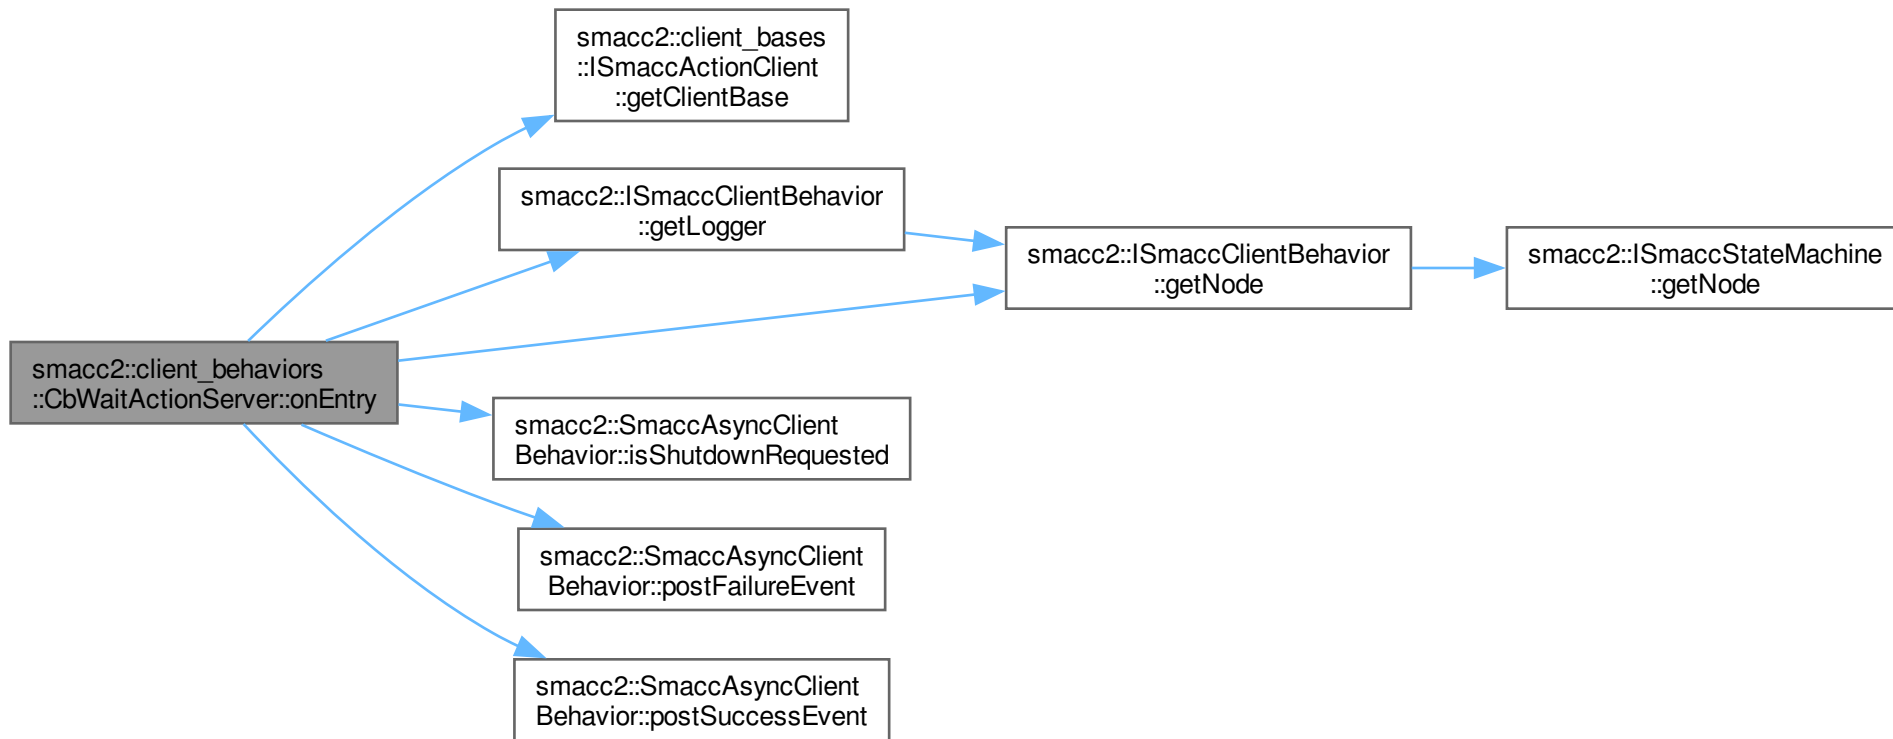 smacc2::client_bases
::ISmaccActionClient
::getClientBase
smacc2::ISmaccClientBehavior
::getLogger
smacc2::ISmaccClientBehavior
::getNode
smacc2::ISmaccStateMachine
::getNode
smacc2::client_behaviors
::CbWaitActionServer::onEntry
smacc2::SmaccAsyncClient
Behavior::isShutdownRequested
smacc2::SmaccAsyncClient
Behavior::postFailureEvent
smacc2::SmaccAsyncClient
Behavior::postSuccessEvent